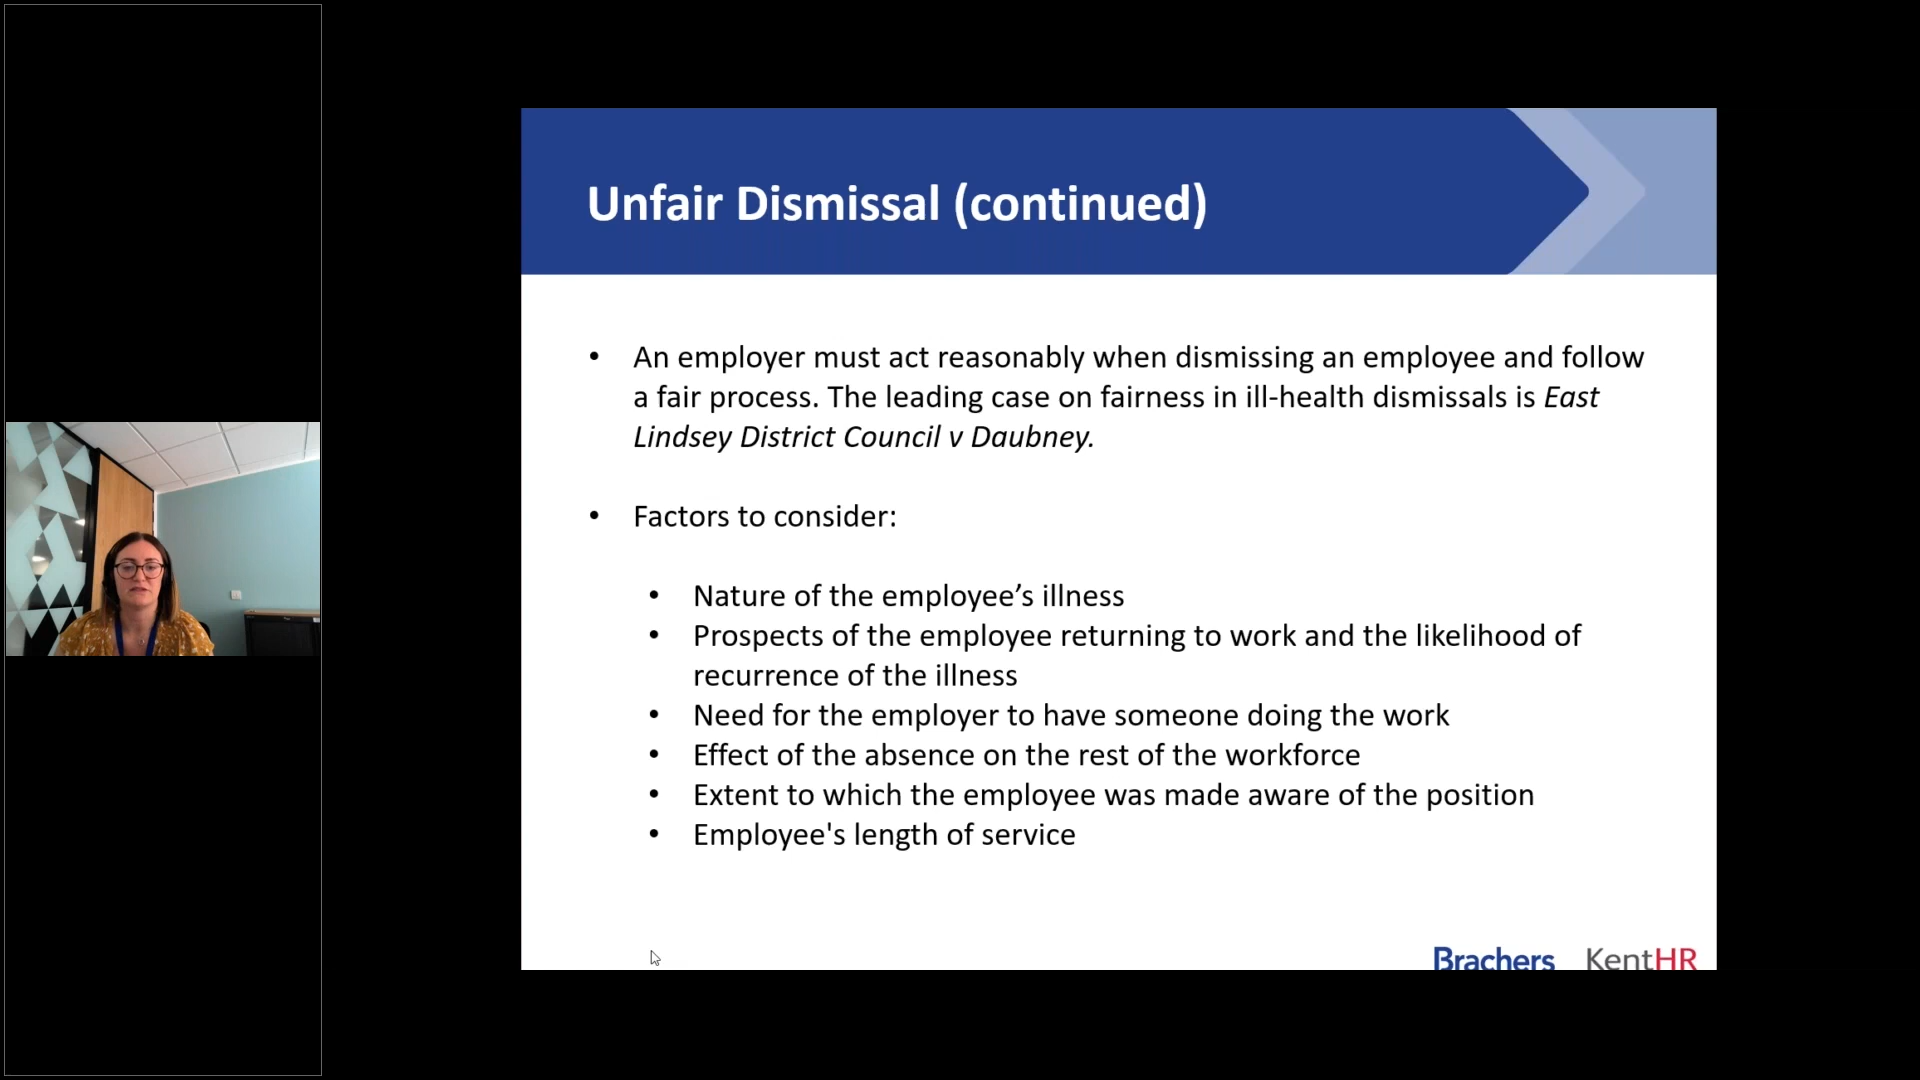 Unfair Dismissal (continued)
• An employer must act reasonably when dismissing an employee and follow
a fair process. The leading case on fairness in ill-health dismissals is East
Lindsey District Council v Daubney.
• Factors to consider:
• Nature of the employee’s illness
• Prospects of the employee returning to work and the likelihood of
recurrence of the illness
• Need for the employer to have someone doing the work
• Effect of the absence on the rest of the workforce
• Extent to which the employee was made aware of the position
• Employee's length of service
Brachers KentHR